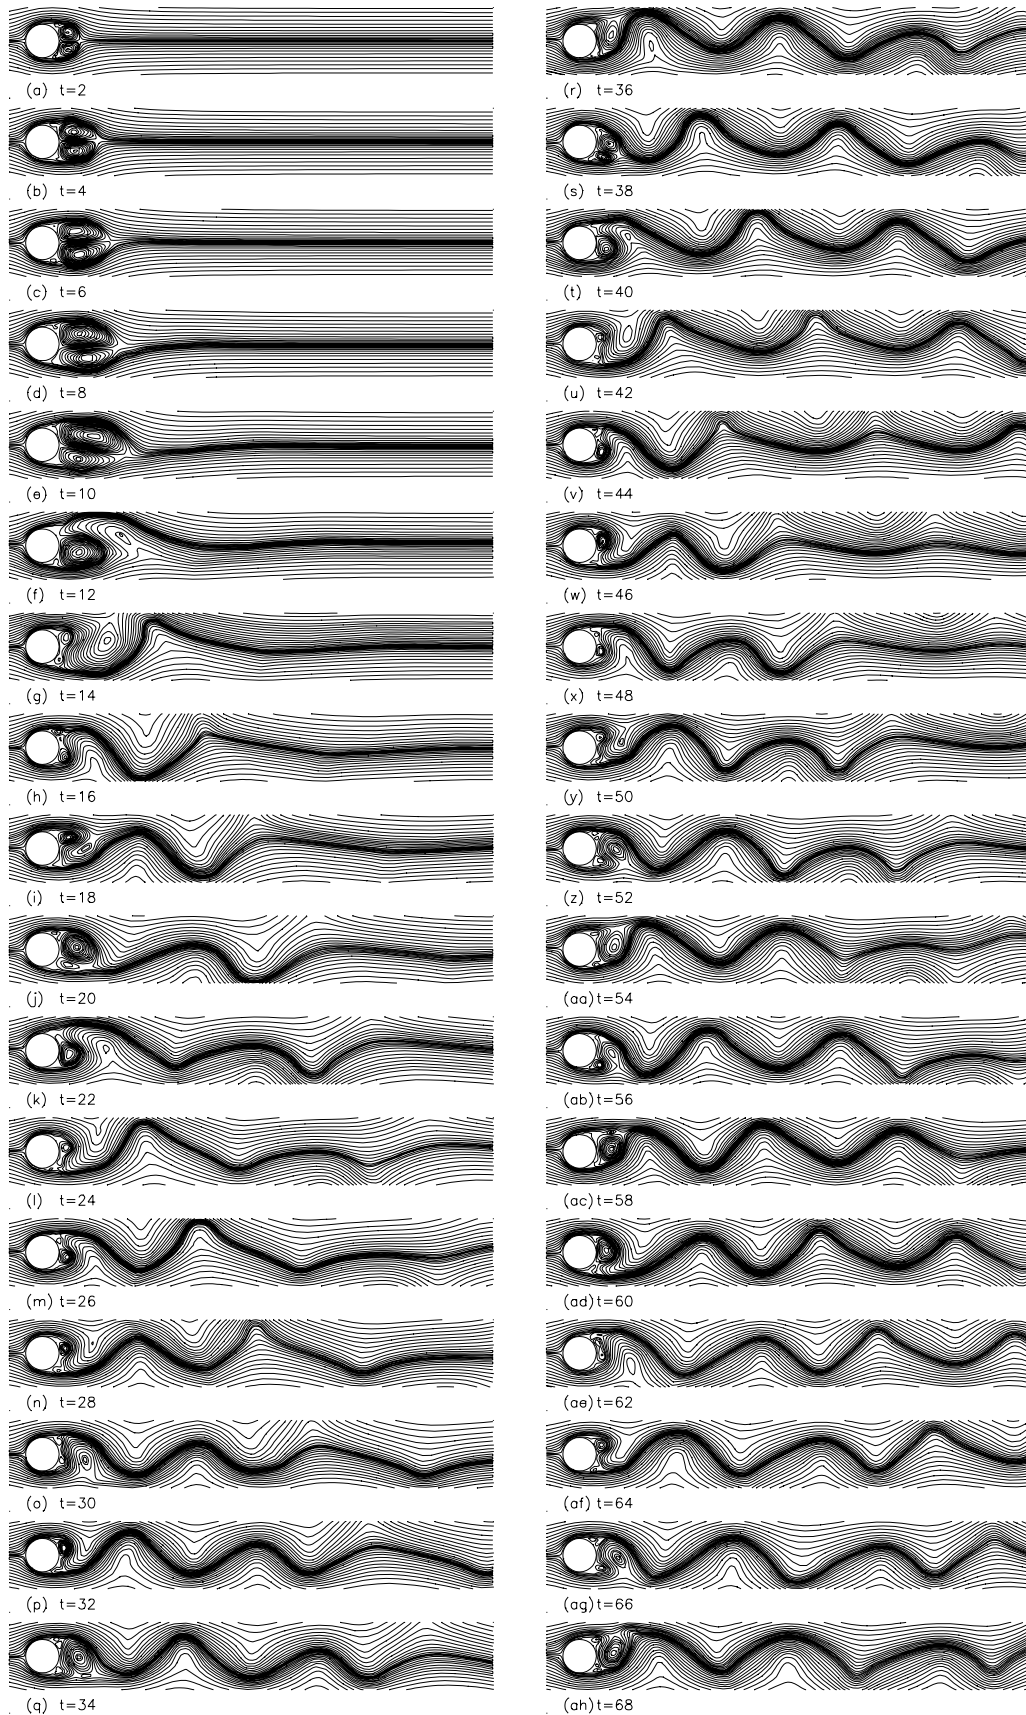 (a) t=2
(b) t=4
(c) t=6
(d) t=8
(e) t=10
(f) t=12
(g) t=14
(h) t=16
(i) t=18
(j) t=20
(k) t=22
(l) t=24
(m) t=26
(n) t=28
(o) t=30
(p) t=32
(q) t=34
(r) t=36
(s) t=38
(t) t=40
(u) t=42
(v) t=44
(w) t=46
(x) t=48
(y) t=50
(z) t=52
(aa) t=54
(ab) t=56
(ac) t=58
(ad) t=60
(ae) t=62
(af) t=64
(ag) t=66
(ah) t=68